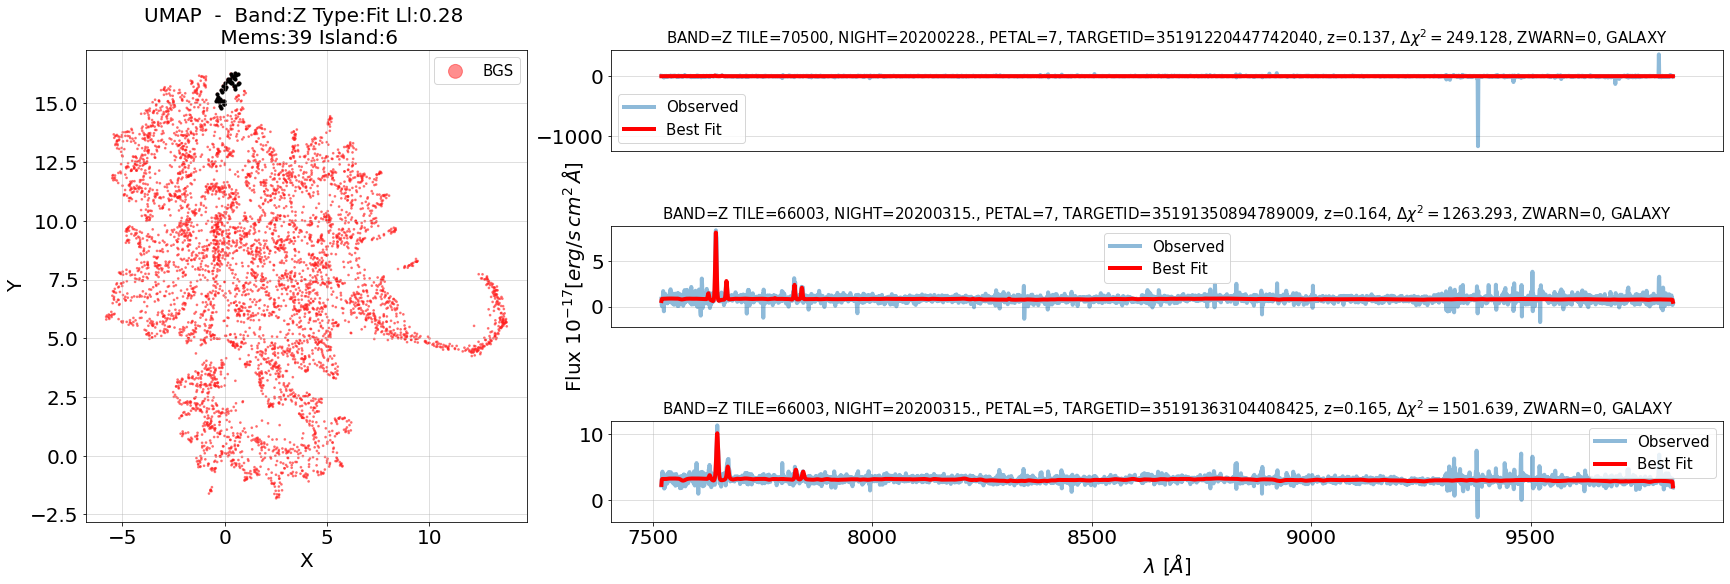 UMAP - Band:Z Type:Fit Ll:0.28
Mems:39 Island:6
BGS
15.0
12.5
10.0
7.5
5.0
2.5
0.0
−2.5
Y
−5
0
5
10
X
BAND=Z TILE=70500, NIGHT=20200228., PETAL=7, TARGETID=35191220447742040, z=0.137, Δχ² = 249.128, ZWARN=0, GALAXY
0
−1000
Observed
Best Fit
Flux 10⁻¹⁷[erg/s cm² Å]
BAND=Z TILE=66003, NIGHT=20200315., PETAL=7, TARGETID=35191350894789009, z=0.164, Δχ² = 1263.293, ZWARN=0, GALAXY
5
0
Observed
Best Fit
BAND=Z TILE=66003, NIGHT=20200315., PETAL=5, TARGETID=35191363104408425, z=0.165, Δχ² = 1501.639, ZWARN=0, GALAXY
10
0
Observed
Best Fit
7500
8000
8500
9000
9500
λ [Å]